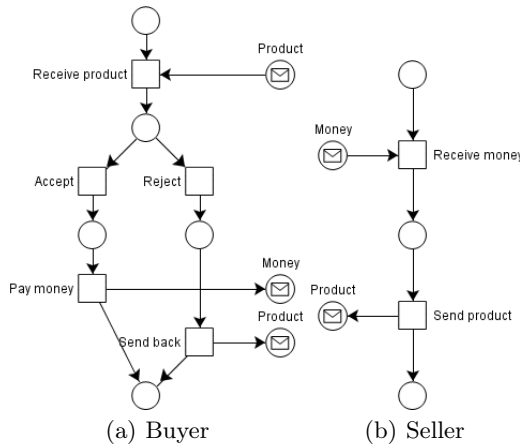 Product
Receive product
Money
Receive money
Accept
Reject
Money
Pay money
Product
Product
Send back
Send product
(a) Buyer
(b) Seller